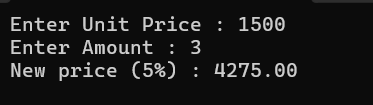 Enter Unit Price : 1500
Enter Amount : 3
New price (5%) : 4275.00